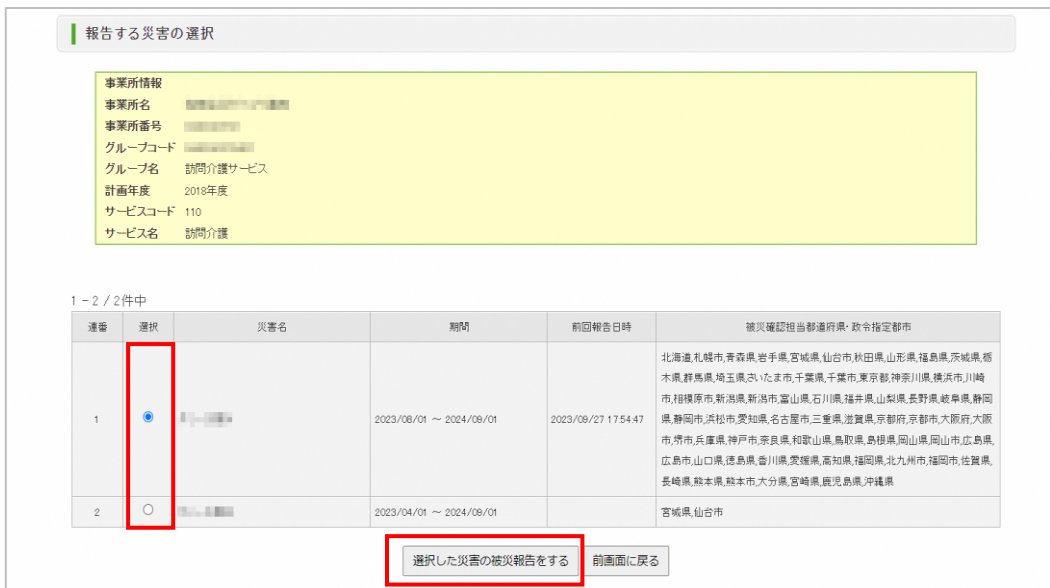 報告する災害の選択
事業所情報
事業所名
事業所番号
グループコード
グループ名 訪問介護サービス
計画年度 2018年度
サービスコード 110
サービス名 訪問介護
1 - 2 / 2件中
連番 選択 災害名 期間 前回報告日時 被災確認担当都道府県・政令指定都市
北海道,札幌市,青森県,岩手県,宮城県,仙台市,秋田県,山形県,福島県,茨城県,栃
木県,群馬県,埼玉県,さいたま市,千葉県,千葉市,東京都,神奈川県,横浜市,川崎
市,相模原市,新潟県,新潟市,富山県,石川県,福井県,山梨県,長野県,岐阜県,静岡
1 2023/08/01 ～ 2024/09/01 2023/09/27 17:54:47 県,静岡市,浜松市,愛知県,名古屋市,三重県,滋賀県,京都府,京都市,大阪府,大阪
市,堺市,兵庫県,神戸市,奈良県,和歌山県,鳥取県,島根県,岡山県,岡山市,広島県,
広島市,山口県,徳島県,香川県,愛媛県,高知県,福岡県,北九州市,福岡市,佐賀県,
長崎県,熊本県,熊本市,大分県,宮崎県,鹿児島県,沖縄県
2 2023/04/01 ～ 2024/09/01 宮城県,仙台市
選択した災害の被災報告をする 前画面に戻る